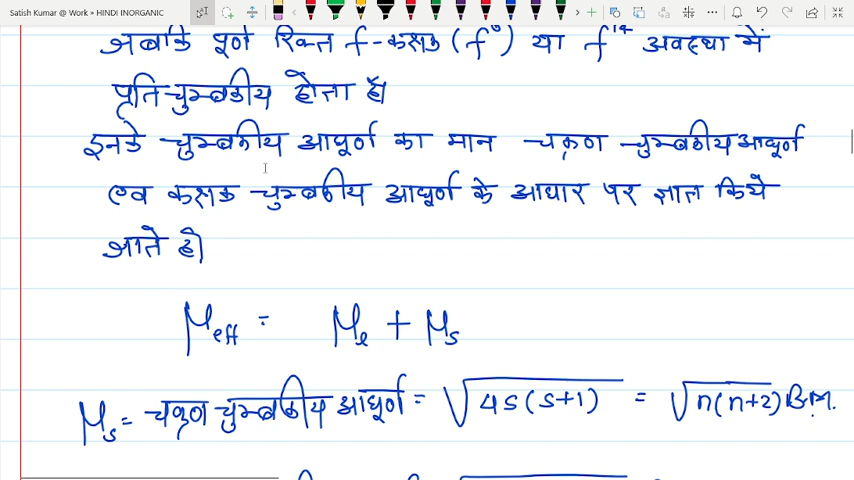 Satish Kumar @ Work » HINDI INORGANIC
जबकि पूर्ण रिक्त f-कक्षक (f⁰) या f¹⁴ अवस्था में
प्रतिचुम्बकीय होता है।
इनके चुम्बकीय आघूर्ण का मान चक्रण चुम्बकीय आघूर्ण
एवं कक्षक चुम्बकीय आघूर्ण के आधार पर ज्ञात किये
जाते है।
μeff = μℓ + μs
μs = चक्रण चुम्बकीय आघूर्ण = √4s(s+1) = √n(n+2) B.M.